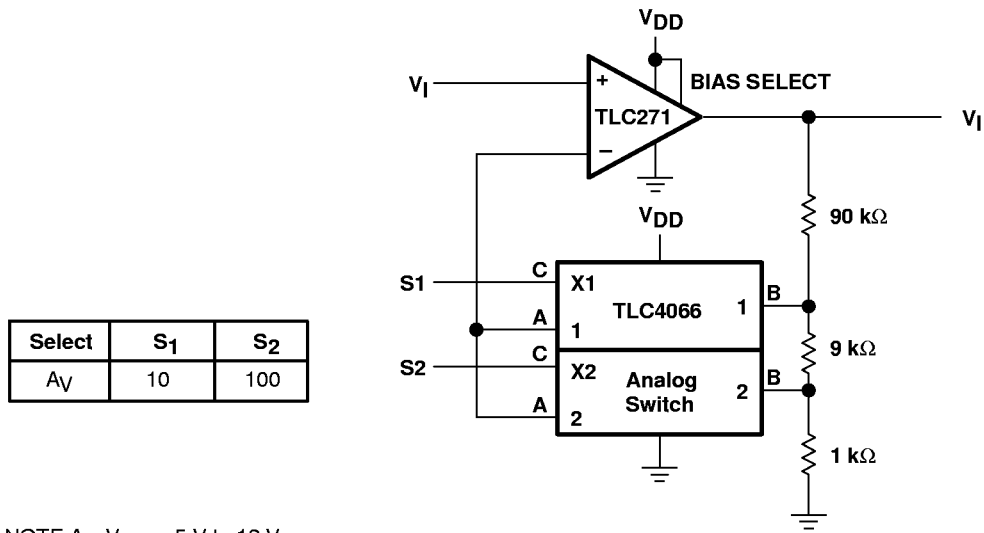 VDD
VI
+
BIAS SELECT
TLC271
VI
−
90 kΩ
VDD
S1
C
X1
TLC4066
1
B
A
1
9 kΩ
S2
C
X2
Analog
Switch
2
B
A
2
1 kΩ
Select S1 S2
AV 10 100